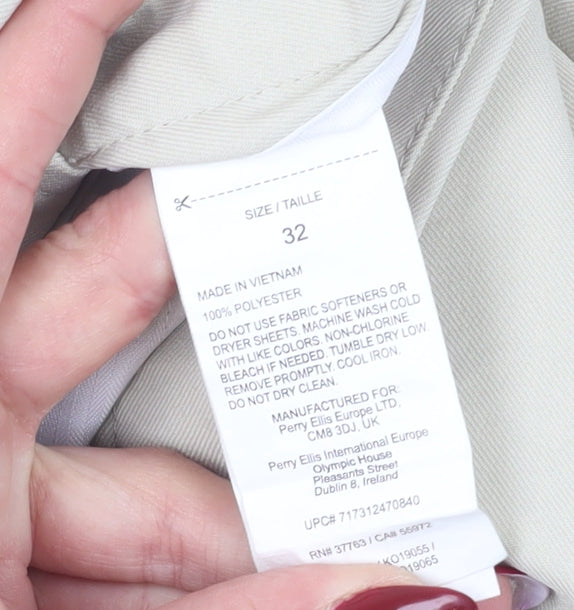 SIZE / TAILLE
32
MADE IN VIETNAM
100% POLYESTER
DO NOT USE FABRIC SOFTENERS OR
DRYER SHEETS. MACHINE WASH COLD
WITH LIKE COLORS. NON-CHLORINE
BLEACH IF NEEDED. TUMBLE DRY LOW.
REMOVE PROMPTLY. COOL IRON.
DO NOT DRY CLEAN.
MANUFACTURED FOR:
Perry Ellis Europe LTD,
CM8 3DJ, UK
Perry Ellis International Europe
Olympic House
Pleasants Street
Dublin 8, Ireland
UPC# 717312470840
RN# 37763 / CA# 55972
KO19055 /
19065